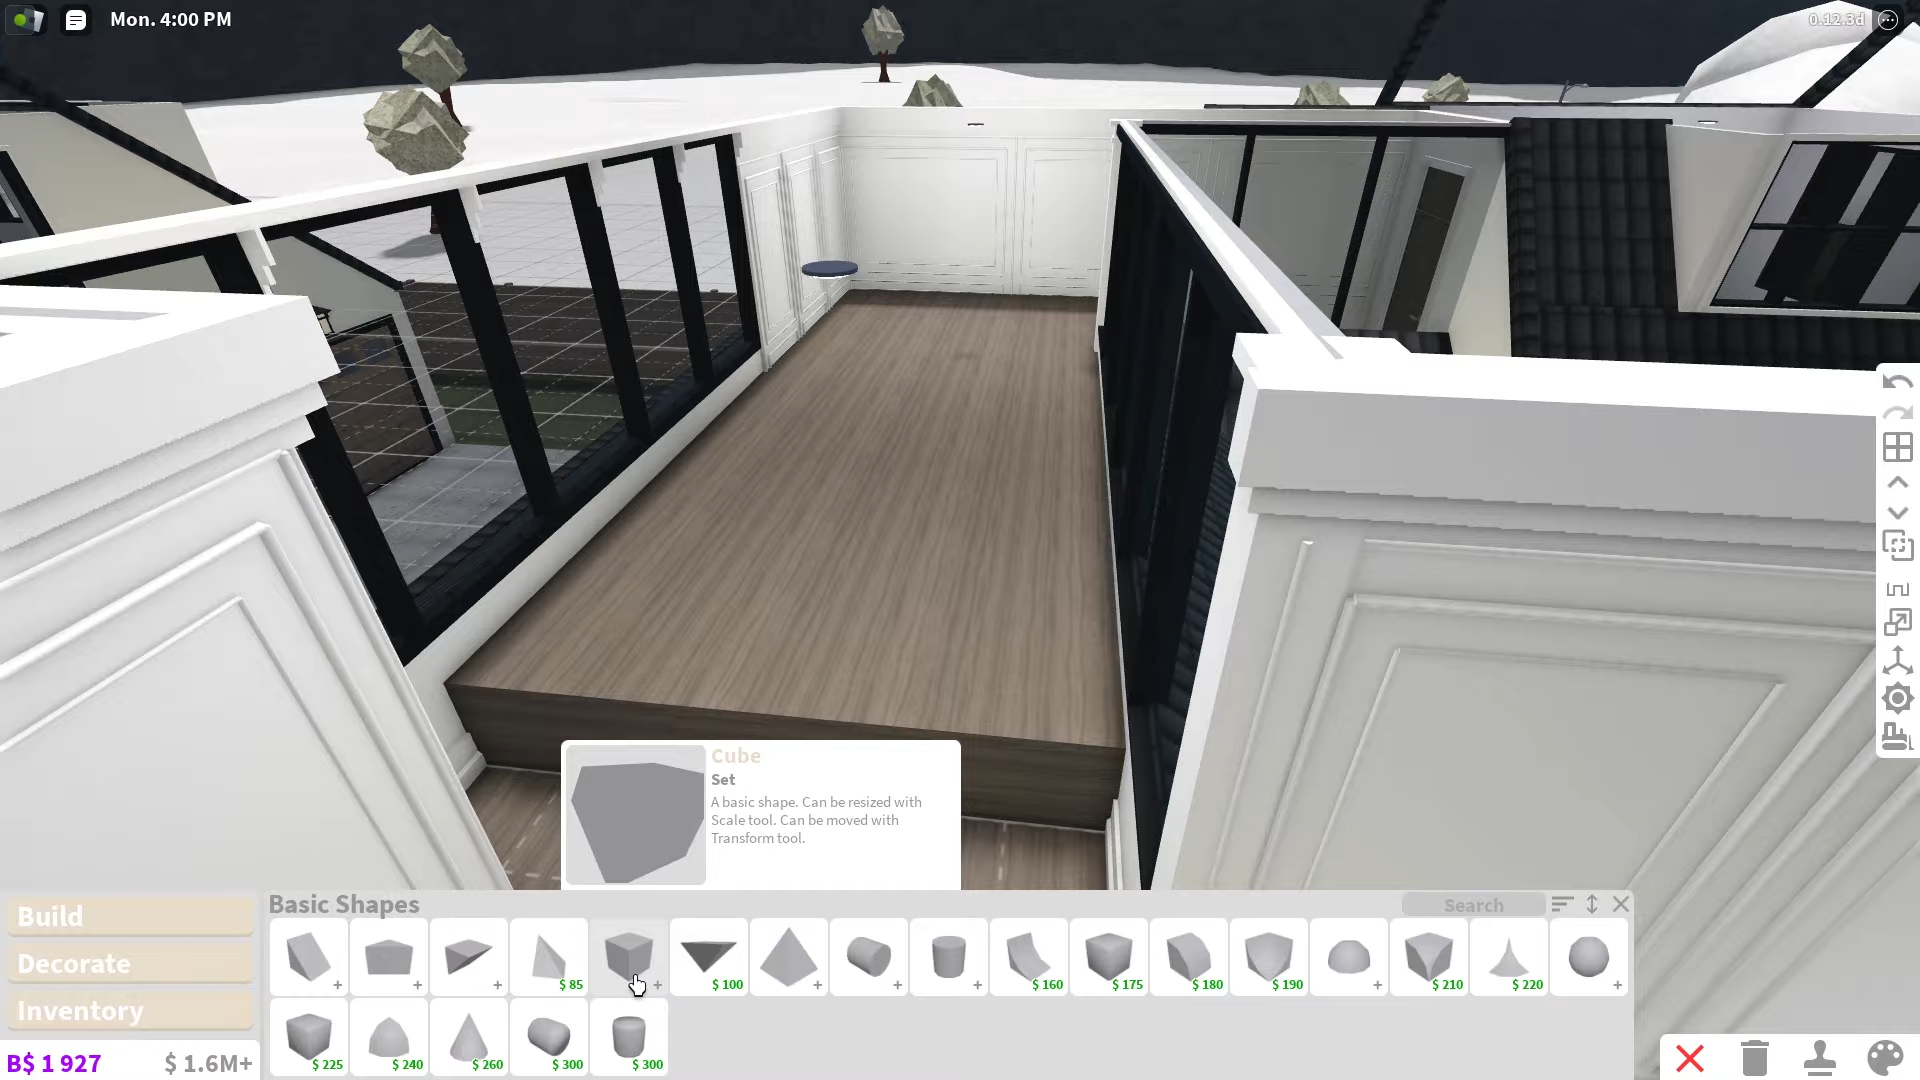 Mon. 4:00 PM
0.12.3d
Cube
Set
A basic shape. Can be resized with
Scale tool. Can be moved with
Transform tool.
Build
Decorate
Inventory
B$ 1 927
$ 1.6M+
Basic Shapes
Search
$ 85
$ 100
$ 160
$ 175
$ 180
$ 190
$ 210
$ 220
$ 225
$ 240
$ 260
$ 300
$ 300